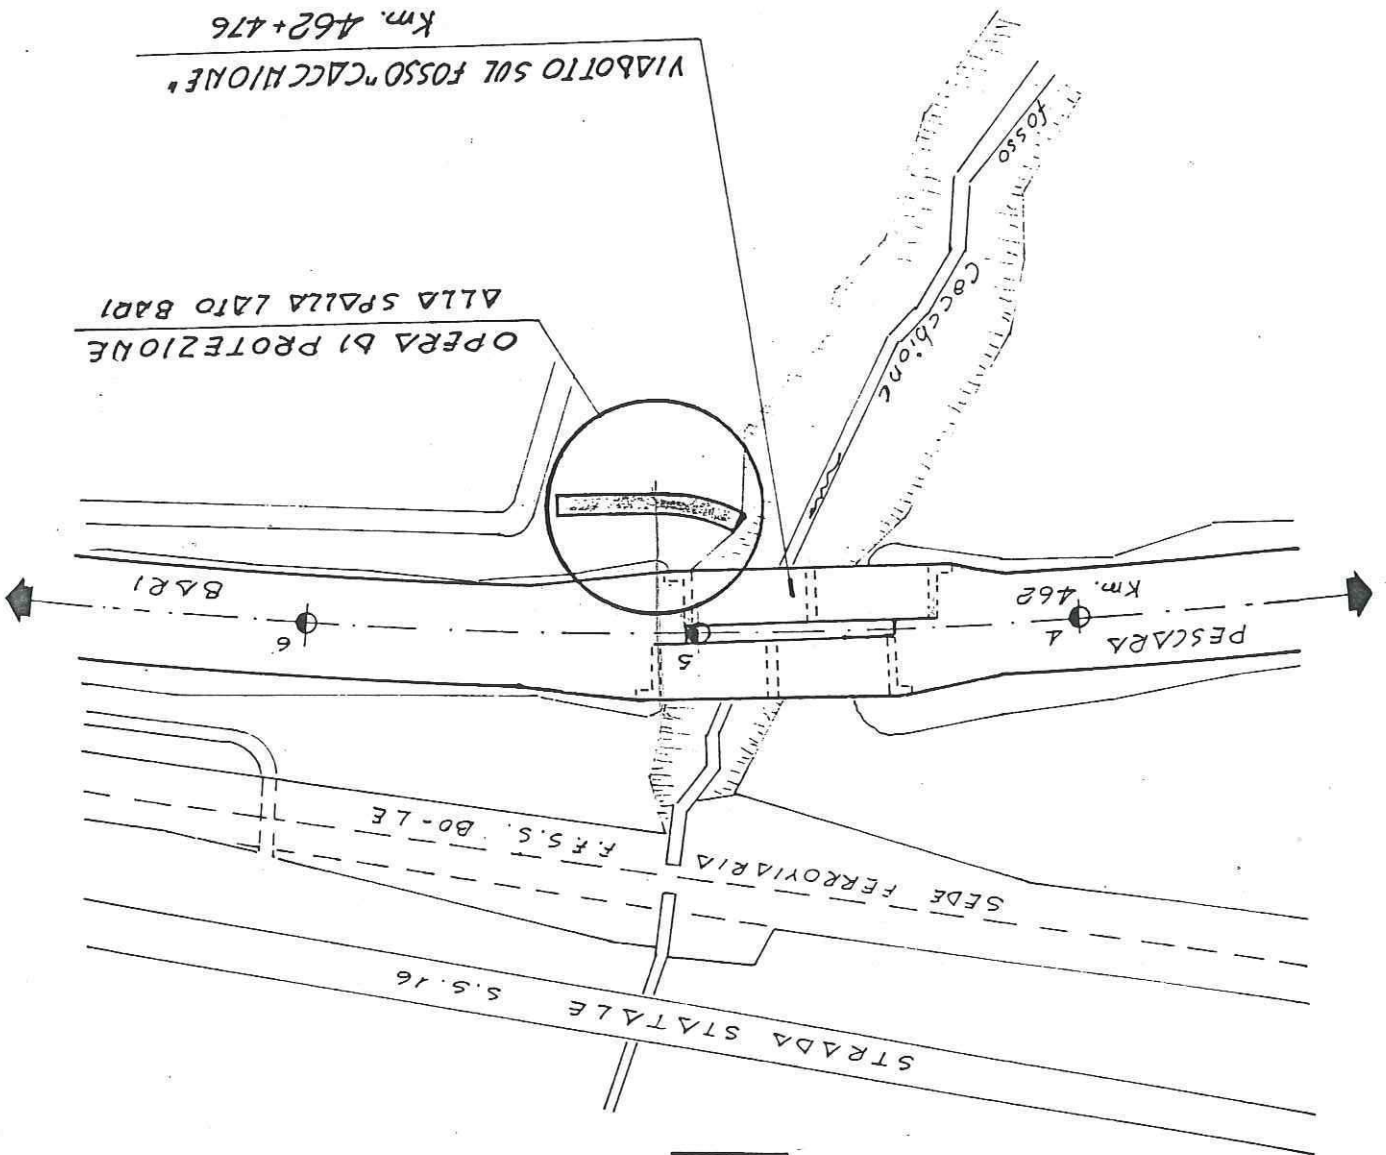 STRADA STATALE S.S. 16
SEDE FERROVIARIA F.F.S.S. BO-LE
PESCARA
Km. 462
4
5
6
BARI
OPERA DI PROTEZIONE
ALLA SPALLA LATO BARI
Cacchione
fosso
VIADOTTO SUL FOSSO "CACCHIONE"
Km. 462+476